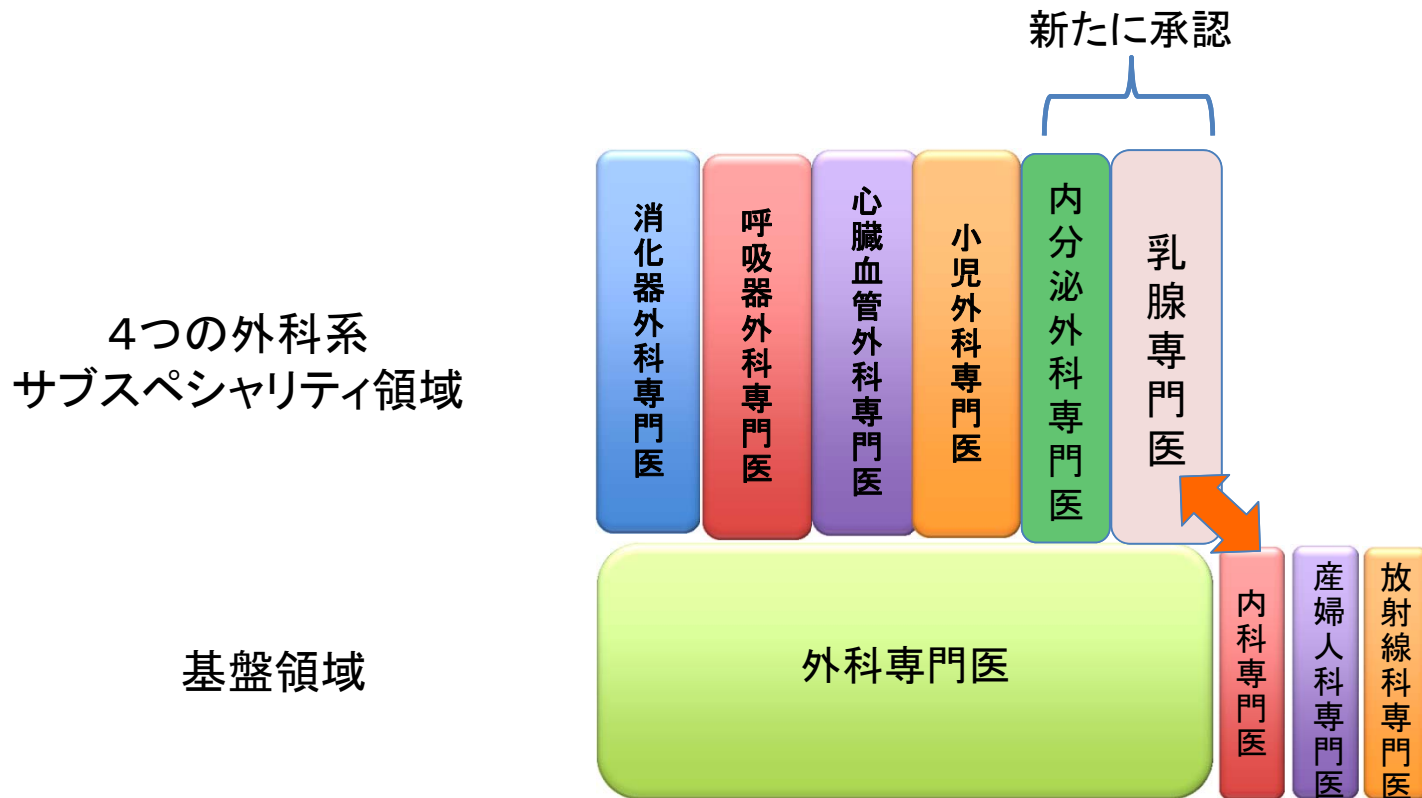 新たに承認
4つの外科系
サブスペシャリティ領域
消化器外科専門医
呼吸器外科専門医
心臓血管外科専門医
小児外科専門医
内分泌外科専門医
乳腺専門医
基盤領域
外科専門医
内科専門医
産婦人科専門医
放射線科専門医